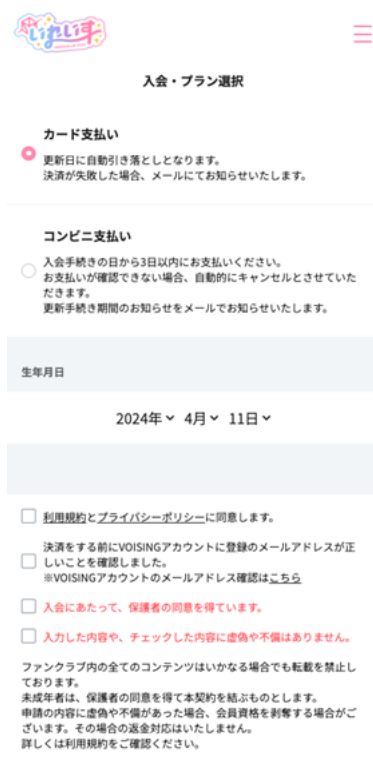 いれいす
入会・プラン選択
カード支払い
更新日に自動引き落としとなります。
決済が失敗した場合、メールにてお知らせいたします。
コンビニ支払い
入会手続きの日から3日以内にお支払いください。
お支払いが確認できない場合、自動的にキャンセルとさせていた
だきます。
更新手続き期間のお知らせをメールでお知らせいたします。
生年月日
2024年 4月 11日
利用規約とプライバシーポリシーに同意します。
決済をする前にVOISINGアカウントに登録のメールアドレスが正
しいことを確認しました。
※VOISINGアカウントのメールアドレス確認はこちら
入会にあたって、保護者の同意を得ています。
入力した内容や、チェックした内容に虚偽や不備はありません。
ファンクラブ内の全てのコンテンツはいかなる場合でも転載を禁止し
ております。
未成年者は、保護者の同意を得て本契約を結ぶものとします。
申請の内容に虚偽や不備があった場合、会員資格を剥奪する場合がご
ざいます。その場合の返金対応はいたしません。
詳しくは利用規約をご確認ください。